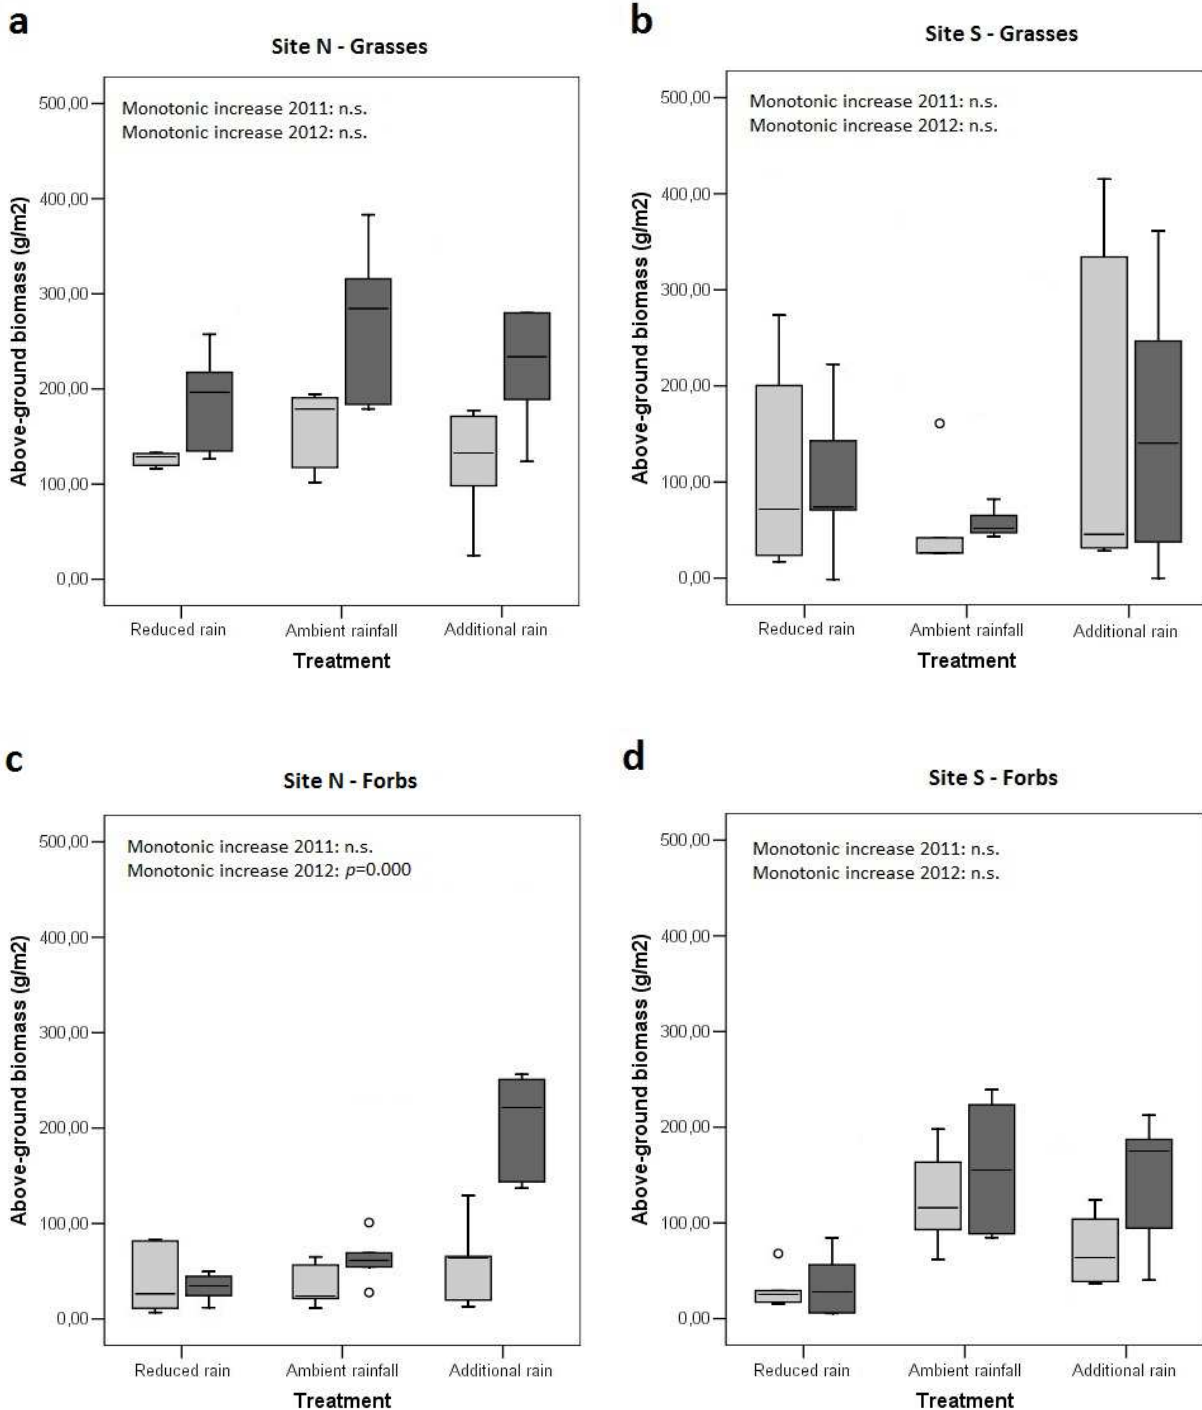 a
Site N - Grasses
Monotonic increase 2011: n.s.
Monotonic increase 2012: n.s.
Above-ground biomass (g/m2)
500,00
400,00
300,00
200,00
100,00
0,00
Reduced rain
Ambient rainfall
Additional rain
Treatment
b
Site S - Grasses
Monotonic increase 2011: n.s.
Monotonic increase 2012: n.s.
Above-ground biomass (g/m2)
500,00
400,00
300,00
200,00
100,00
0,00
Reduced rain
Ambient rainfall
Additional rain
Treatment
c
Site N - Forbs
Monotonic increase 2011: n.s.
Monotonic increase 2012: p=0.000
Above-ground biomass (g/m2)
500,00
400,00
300,00
200,00
100,00
0,00
Reduced rain
Ambient rainfall
Additional rain
Treatment
d
Site S - Forbs
Monotonic increase 2011: n.s.
Monotonic increase 2012: n.s.
Above-ground biomass (g/m2)
500,00
400,00
300,00
200,00
100,00
0,00
Reduced rain
Ambient rainfall
Additional rain
Treatment